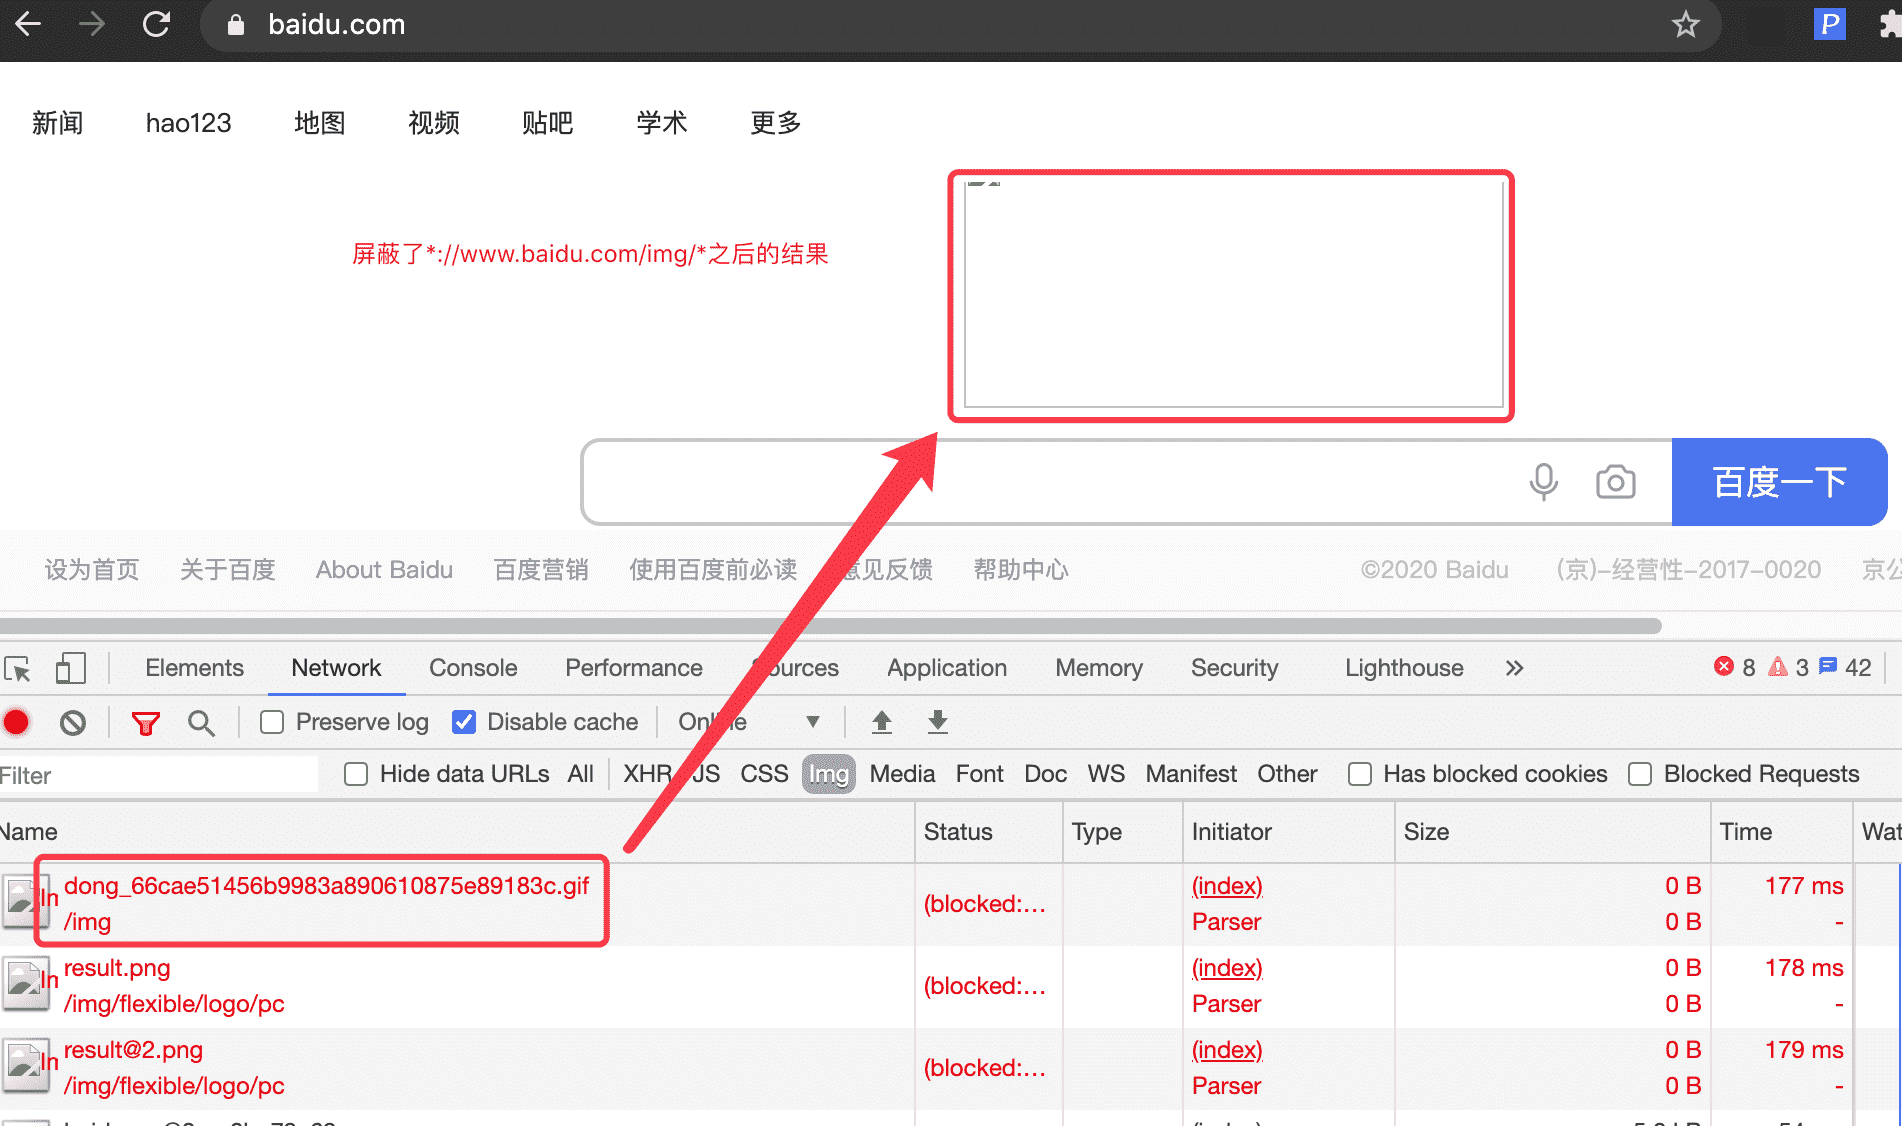 baidu.com
P
新闻 hao123 地图 视频 贴吧 学术 更多
屏蔽了*://www.baidu.com/img/*之后的结果
百度一下
设为首页 关于百度 About Baidu 百度营销 使用百度前必读 意见反馈 帮助中心 ©2020 Baidu (京)-经营性-2017-0020 京公
Elements Network Console Performance Sources Application Memory Security Lighthouse » 8 3 42
Preserve log Disable cache Online
Filter Hide data URLs All XHR JS CSS Img Media Font Doc WS Manifest Other Has blocked cookies Blocked Requests
Name Status Type Initiator Size Time Wat
dong_66cae51456b9983a890610875e89183c.gif (index) 0 B 177 ms
(blocked:...
/img Parser 0 B -
result.png (index) 0 B 178 ms
(blocked:...
/img/flexible/logo/pc Parser 0 B -
result@2.png (index) 0 B 179 ms
(blocked:...
/img/flexible/logo/pc Parser 0 B -